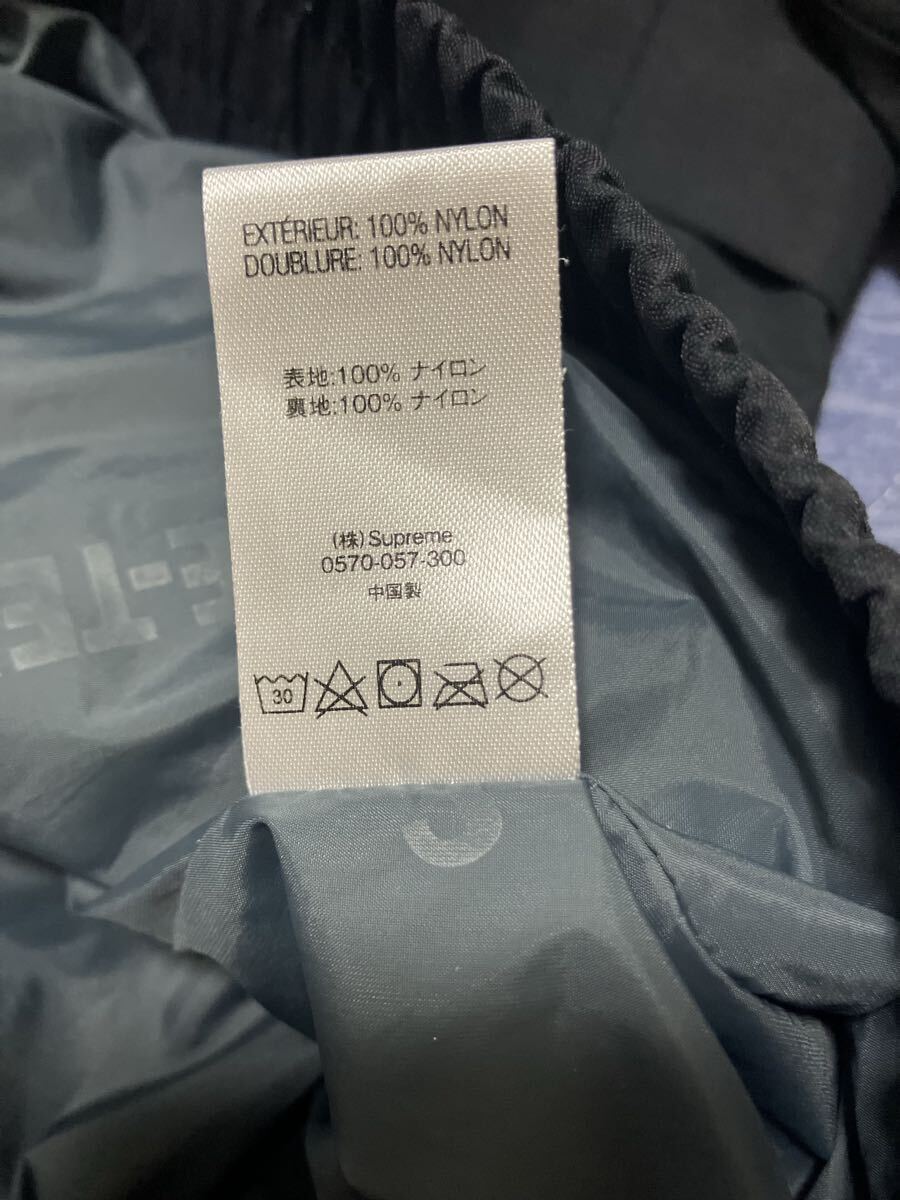 EXTÉRIEUR: 100% NYLON
DOUBLURE: 100% NYLON
表地:100% ナイロン
裏地:100% ナイロン
(株)Supreme
0570-057-300
中国製
30